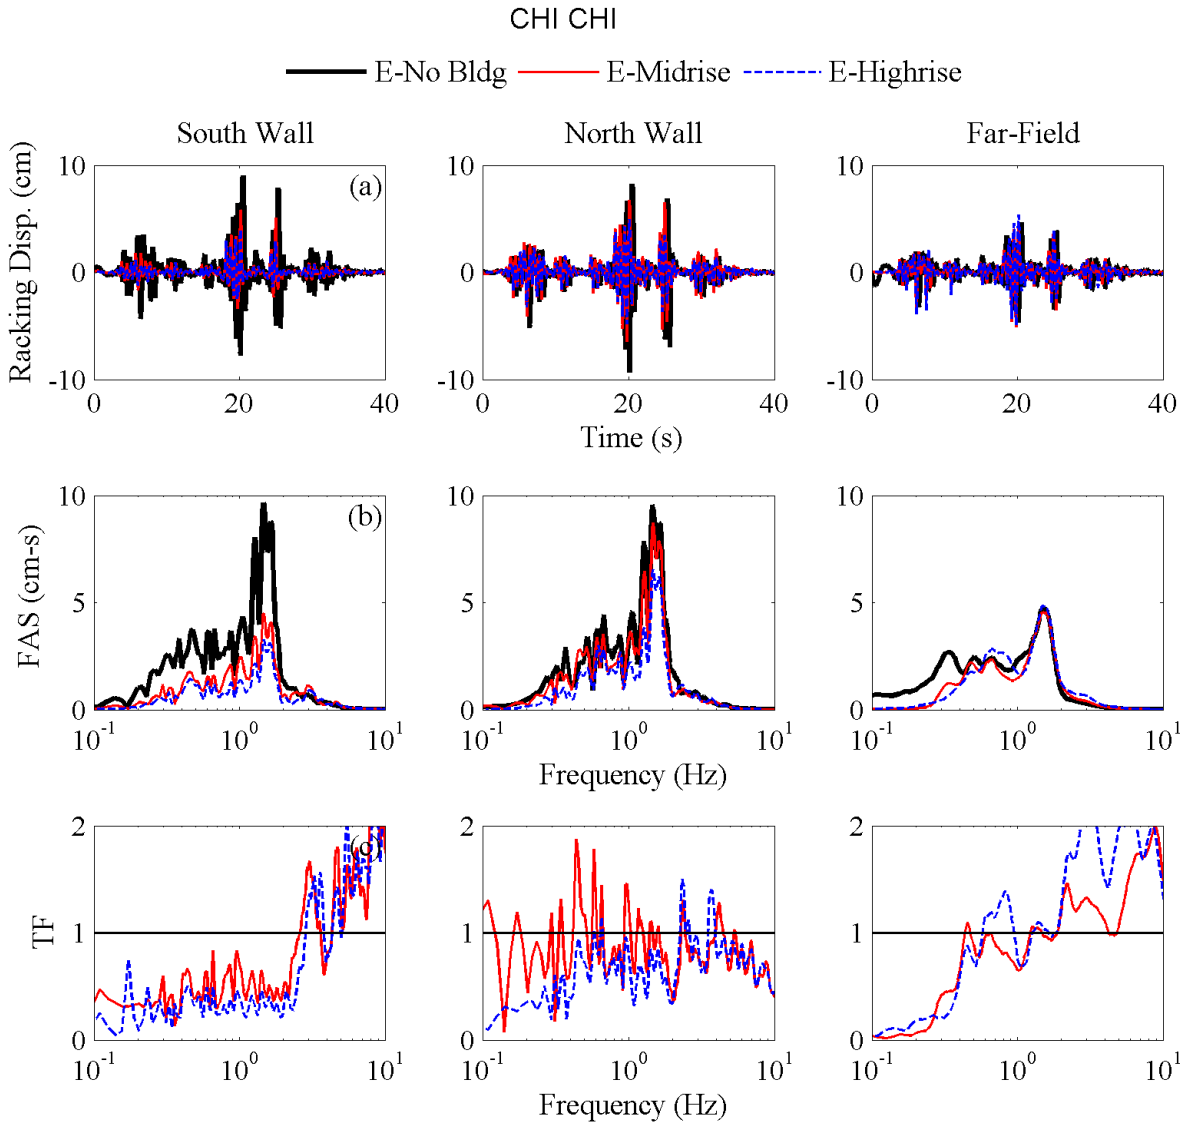 CHI CHI
E-No Bldg E-Midrise E-Highrise
South Wall North Wall Far-Field
Racking Disp. (cm)
10 (a) 10 10
0 0 0
-10 -10 -10
0 20 40 0 20 40 0 20 40
Time (s)
FAS (cm-s)
10 (b) 10 10
5 5 5
0 0 0
10-1 100 101 10-1 100 101 10-1 100 101
Frequency (Hz)
TF
2 (c) 2 2
1 1 1
0 0 0
10-1 100 101 10-1 100 101 10-1 100 101
Frequency (Hz)